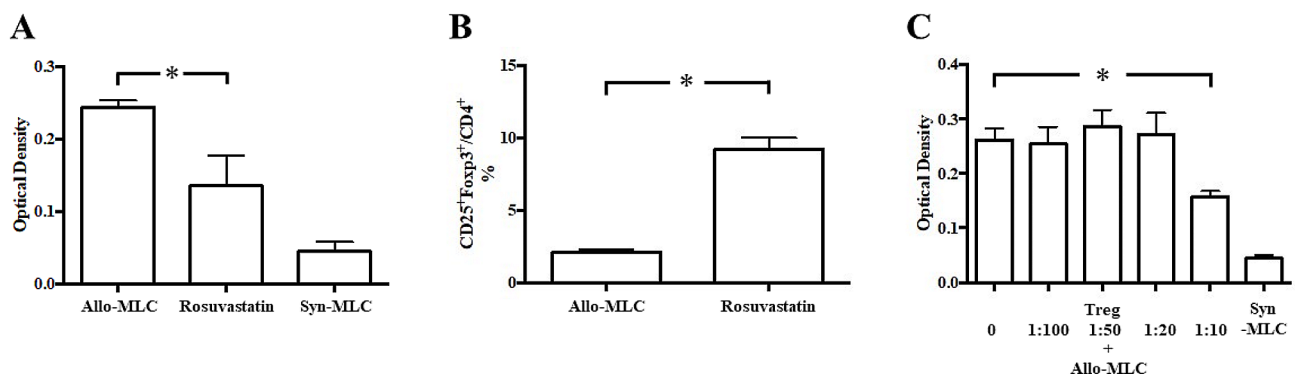 A
Optical Density
0.3
0.2
0.1
0.0
*
Allo-MLC Rosuvastatin Syn-MLC
B
CD25⁺Foxp3⁺/CD4⁺
%
15
10
5
0
*
Allo-MLC Rosuvastatin
C
Optical Density
0.4
0.3
0.2
0.1
0.0
*
Treg
0 1:100 1:50 1:20 1:10
+
Allo-MLC
Syn
-MLC